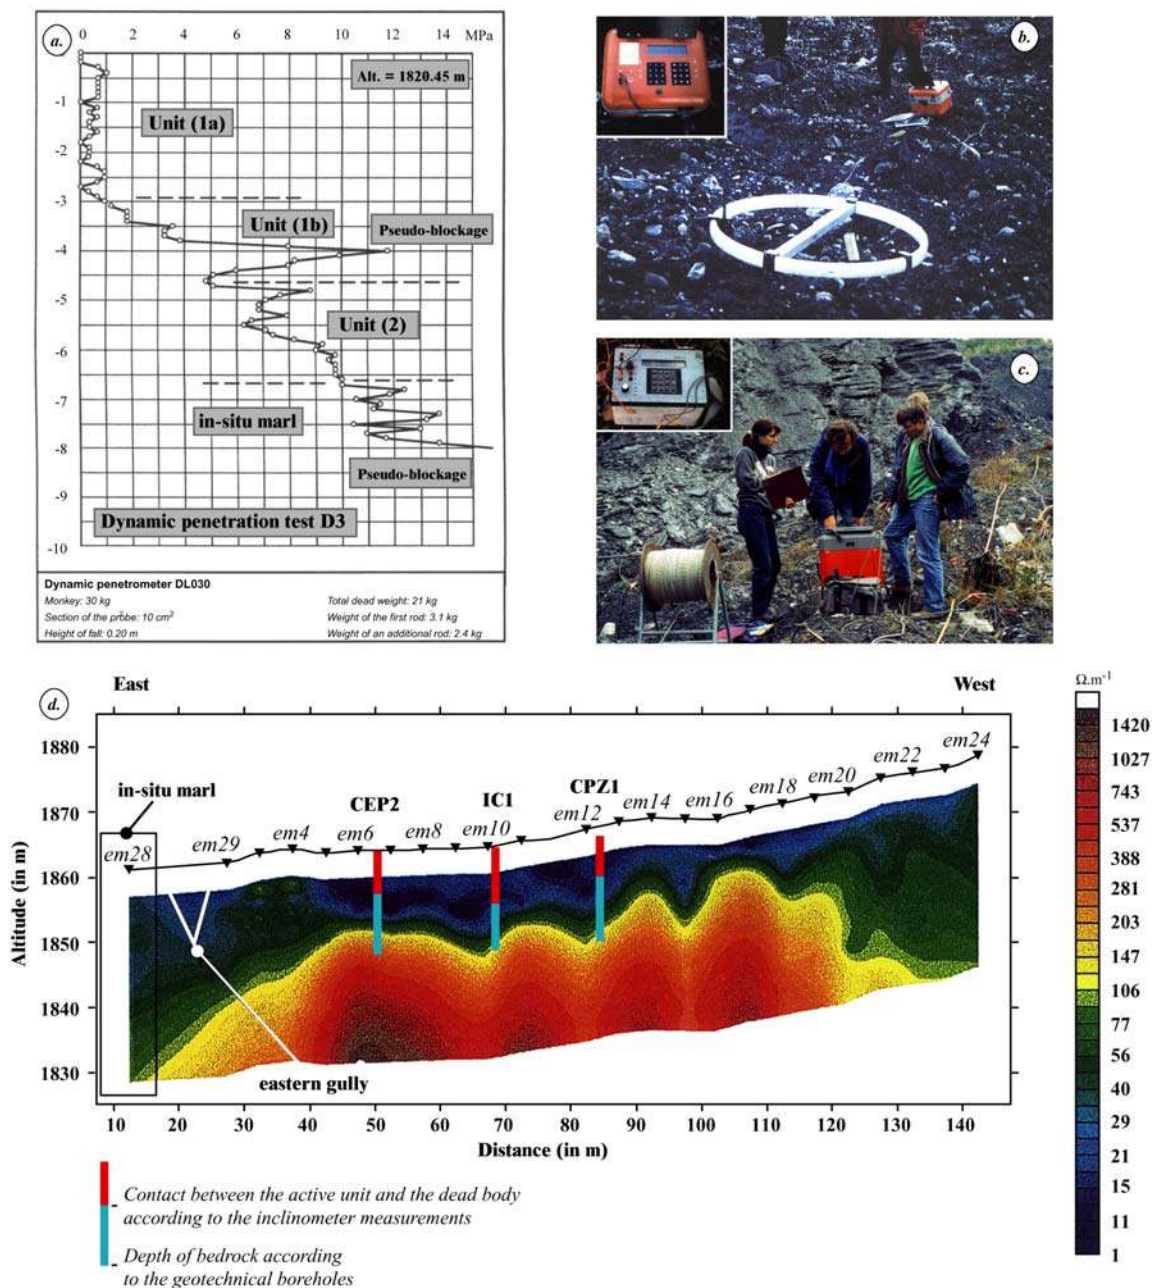 a.
0 2 4 6 8 10 12 14 MPa
0
Alt. = 1820.45 m
-1
Unit (1a)
-2
-3
Unit (1b)
Pseudo-blockage
-4
-5
Unit (2)
-6
-7
in-situ marl
-8
Pseudo-blockage
-9
Dynamic penetration test D3
-10
Dynamic penetrometer DL030
Monkey: 30 kg
Total dead weight: 21 kg
Section of the probe: 10 cm²
Weight of the first rod: 3.1 kg
Height of fall: 0.20 m
Weight of an additional rod: 2.4 kg
b.
c.
d.
East
West
Ω.m⁻¹
1880
1870
1860
1850
1840
1830
Altitude (in m)
in-situ marl
em28
em29
em4
CEP2
em6
em8
IC1
em10
CPZ1
em12
em14
em16
em18
em20
em22
em24
eastern gully
10 20 30 40 50 60 70 80 90 100 110 120 130 140
Distance (in m)
1420
1027
743
537
388
281
203
147
106
77
56
40
29
21
15
11
1
Contact between the active unit and the dead body
according to the inclinometer measurements
Depth of bedrock according
to the geotechnical boreholes